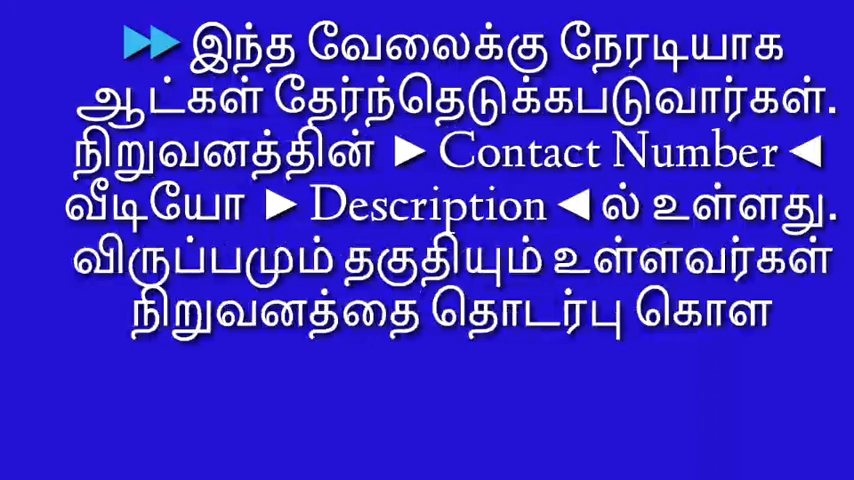 ⏩ இந்த வேலைக்கு நேரடியாக
ஆட்கள் தேர்ந்தெடுக்கபடுவார்கள்.
நிறுவனத்தின் ►Contact Number◄
வீடியோ ►Description◄ல் உள்ளது.
விருப்பமும் தகுதியும் உள்ளவர்கள்
நிறுவனத்தை தொடர்பு கொள